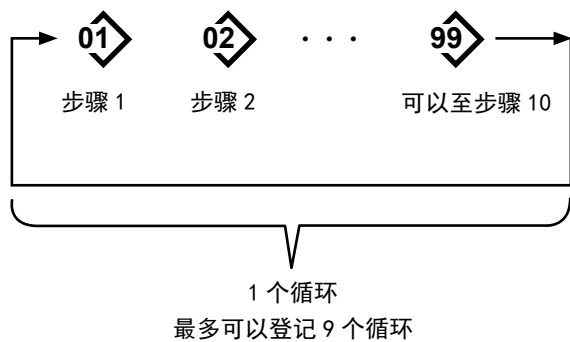 01 02 · · · 99
步骤 1 步骤 2 可以至步骤 10
1 个循环
最多可以登记 9 个循环